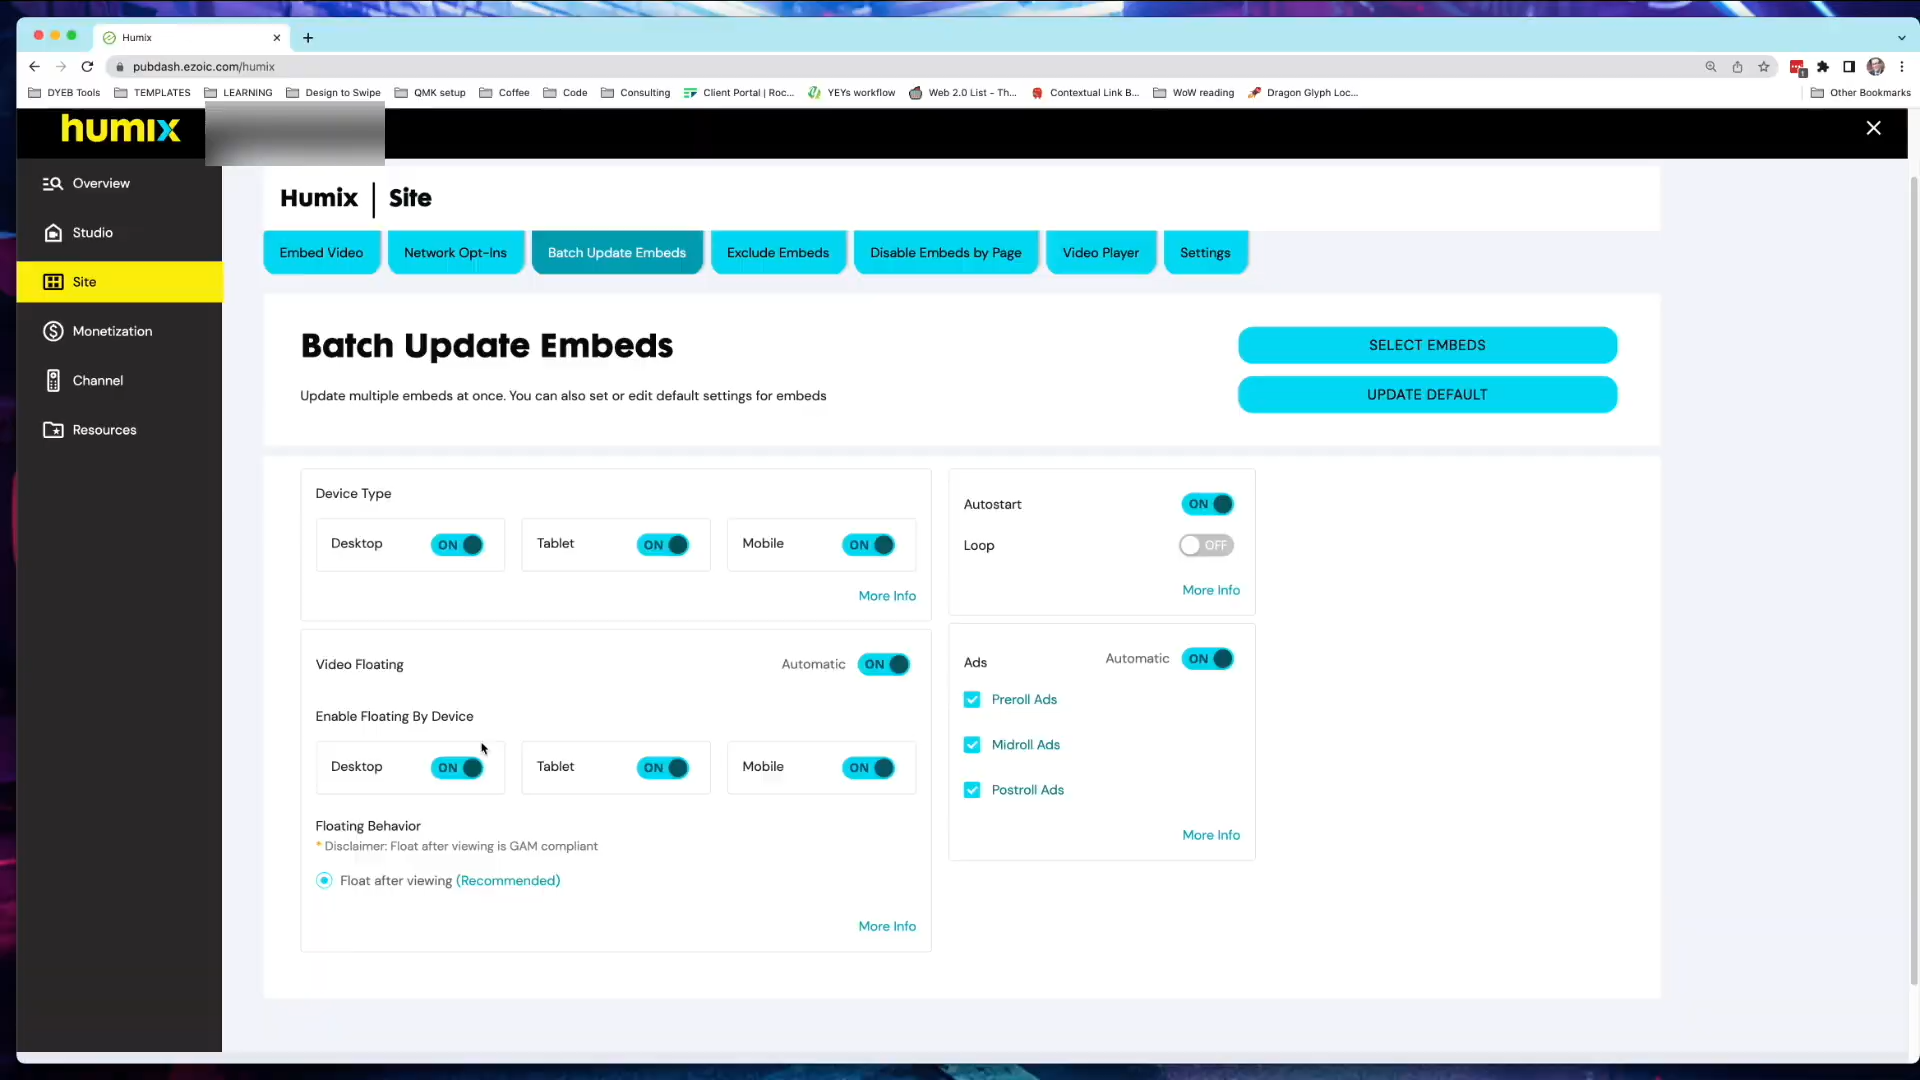 Humix
pubdash.ezoic.com/humix
DYEB Tools TEMPLATES LEARNING Design to Swipe QMK setup Coffee Code Consulting Client Portal | Roc... YEYs workflow Web 2.0 List - Th... Contextual Link B... WoW reading Dragon Glyph Loc... Other Bookmarks
humix
Overview
Studio
Site
Monetization
Channel
Resources
Humix | Site
Embed Video Network Opt-Ins Batch Update Embeds Exclude Embeds Disable Embeds by Page Video Player Settings
Batch Update Embeds
Update multiple embeds at once. You can also set or edit default settings for embeds
SELECT EMBEDS
UPDATE DEFAULT
Device Type
Desktop ON Tablet ON Mobile ON
More Info
Autostart ON
Loop OFF
More Info
Video Floating Automatic ON
Enable Floating By Device
Desktop ON Tablet ON Mobile ON
Floating Behavior
* Disclaimer: Float after viewing is GAM compliant
Float after viewing (Recommended)
More Info
Ads Automatic ON
Preroll Ads
Midroll Ads
Postroll Ads
More Info